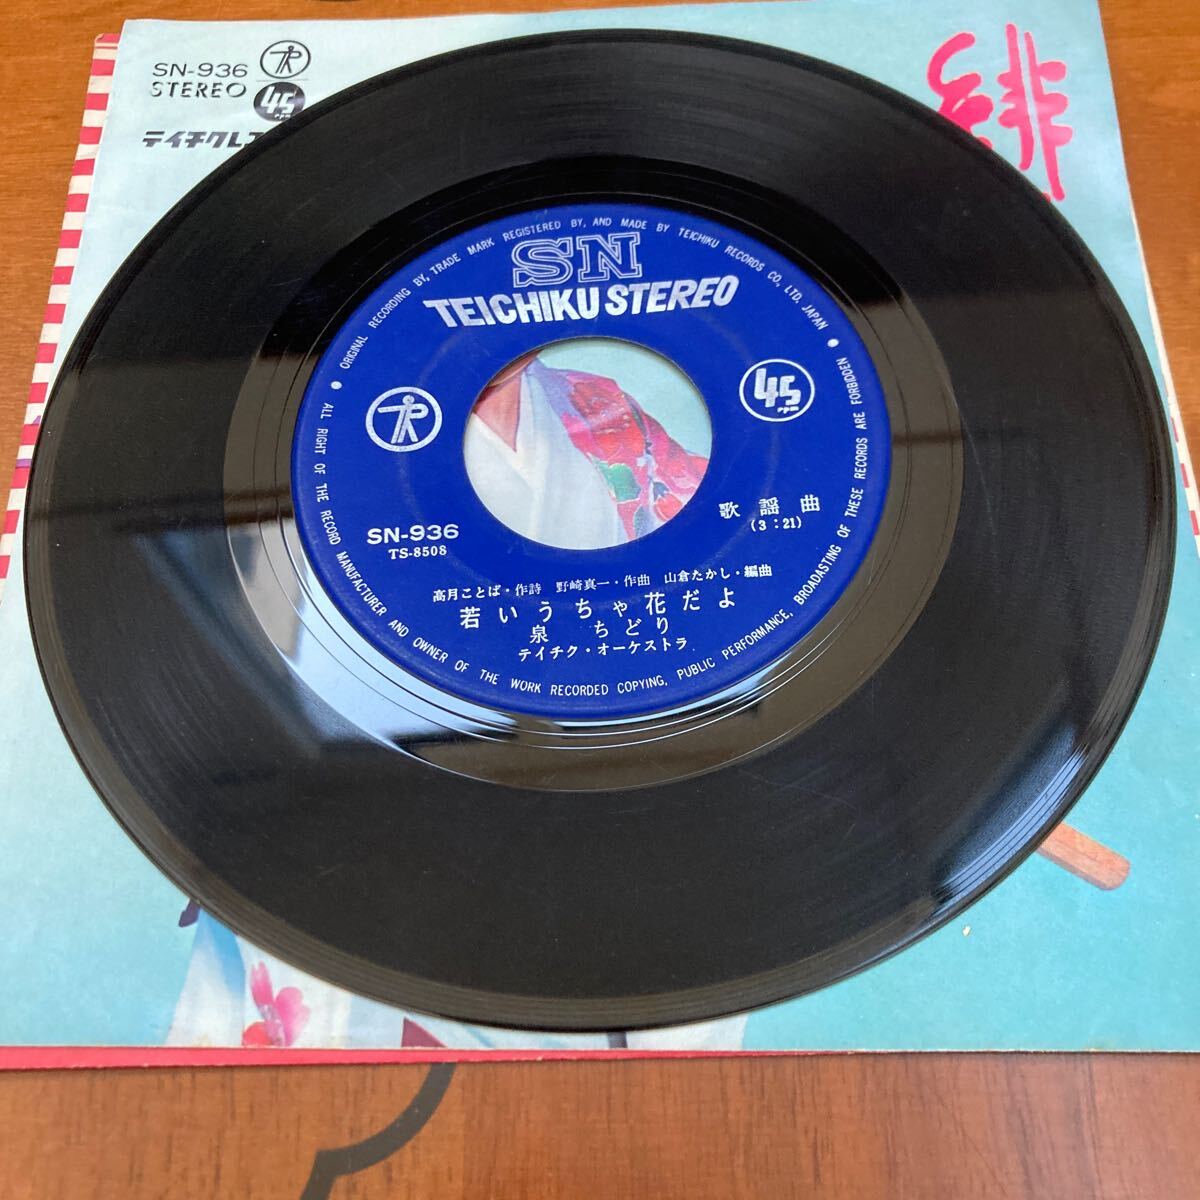 SN-936
STEREO
45
rpm
テイチクレコ
緋
ORIGINAL RECORDING BY, TRADE MARK REGISTERED BY, AND MADE BY TEICHIKU RECORDS CO., LTD, JAPAN
SN
TEICHIKU STEREO
45
rpm
歌謡曲
(3:21)
SN-936
TS-8508
高月ことば・作詩 野崎真一・作曲 山倉たかし・編曲
若いうちゃ花だよ
泉 ちどり
テイチク・オーケストラ
ALL RIGHT OF THE RECORD MANUFACTURER AND OWNER OF THE WORK RECORDED COPYING, PUBLIC PERFORMANCE, BROADASTING OF THESE RECORDS ARE FORBIDDEN